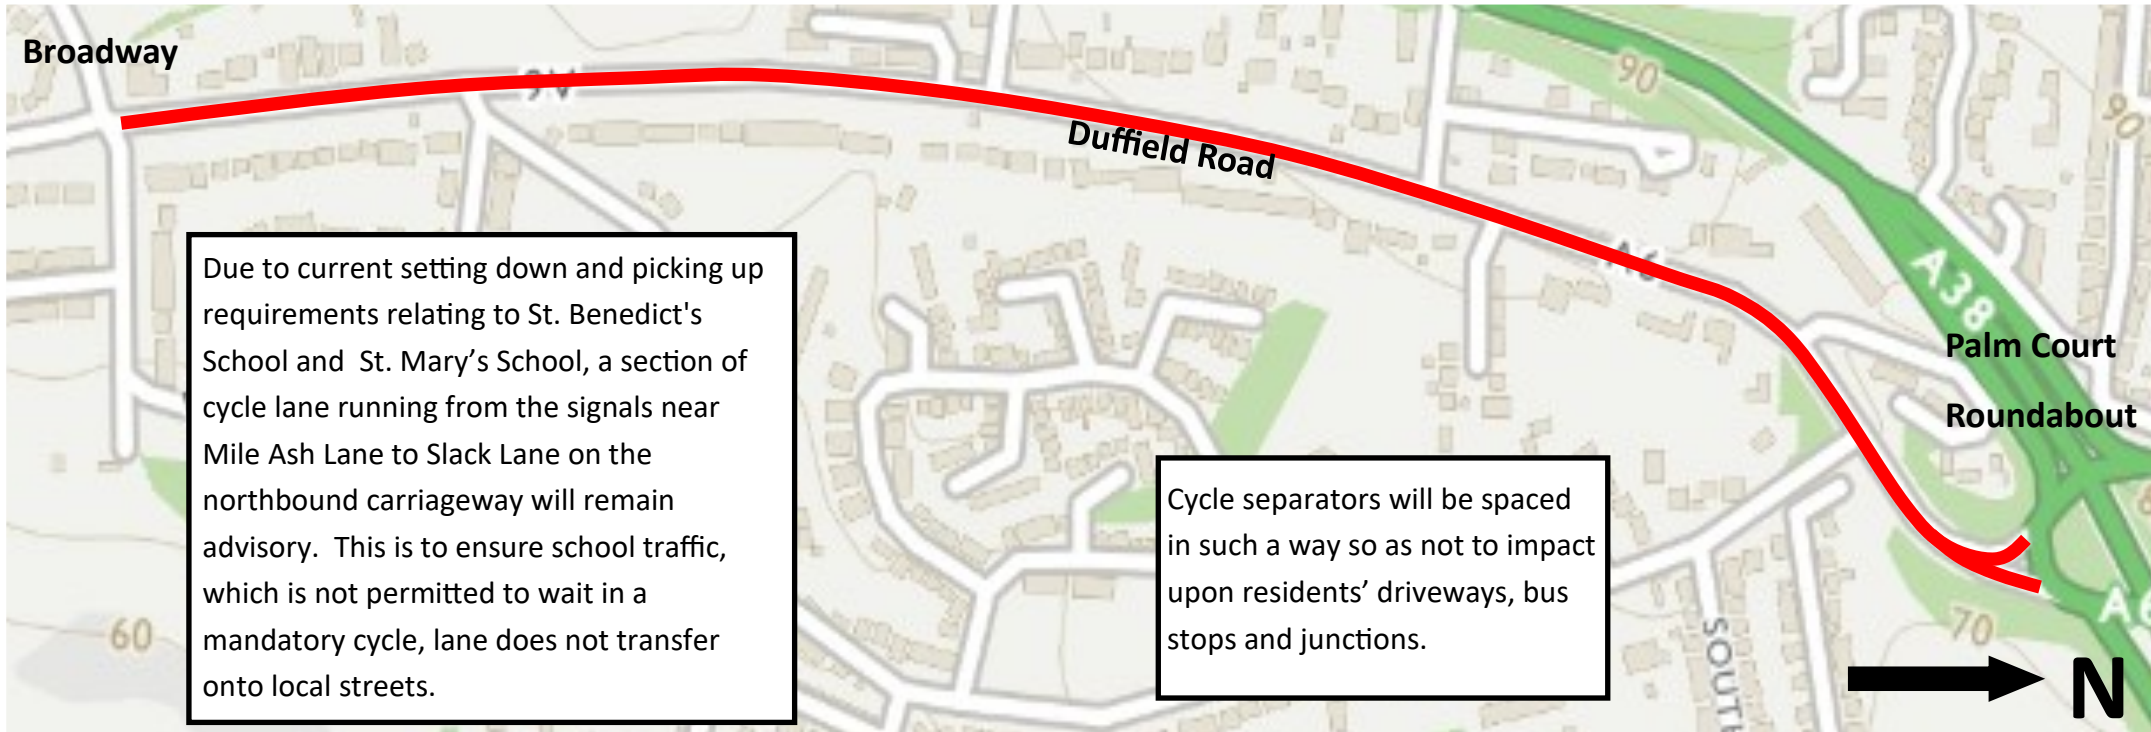 Broadway
90
90
Duffield Road
A6
A38
Palm Court
Roundabout
Due to current setting down and picking up
requirements relating to St. Benedict's
School and  St. Mary’s School, a section of
cycle lane running from the signals near
Mile Ash Lane to Slack Lane on the
northbound carriageway will remain
advisory.  This is to ensure school traffic,
which is not permitted to wait in a
mandatory cycle, lane does not transfer
onto local streets.
Cycle separators will be spaced
in such a way so as not to impact
upon residents’ driveways, bus
stops and junctions.
60
70
N